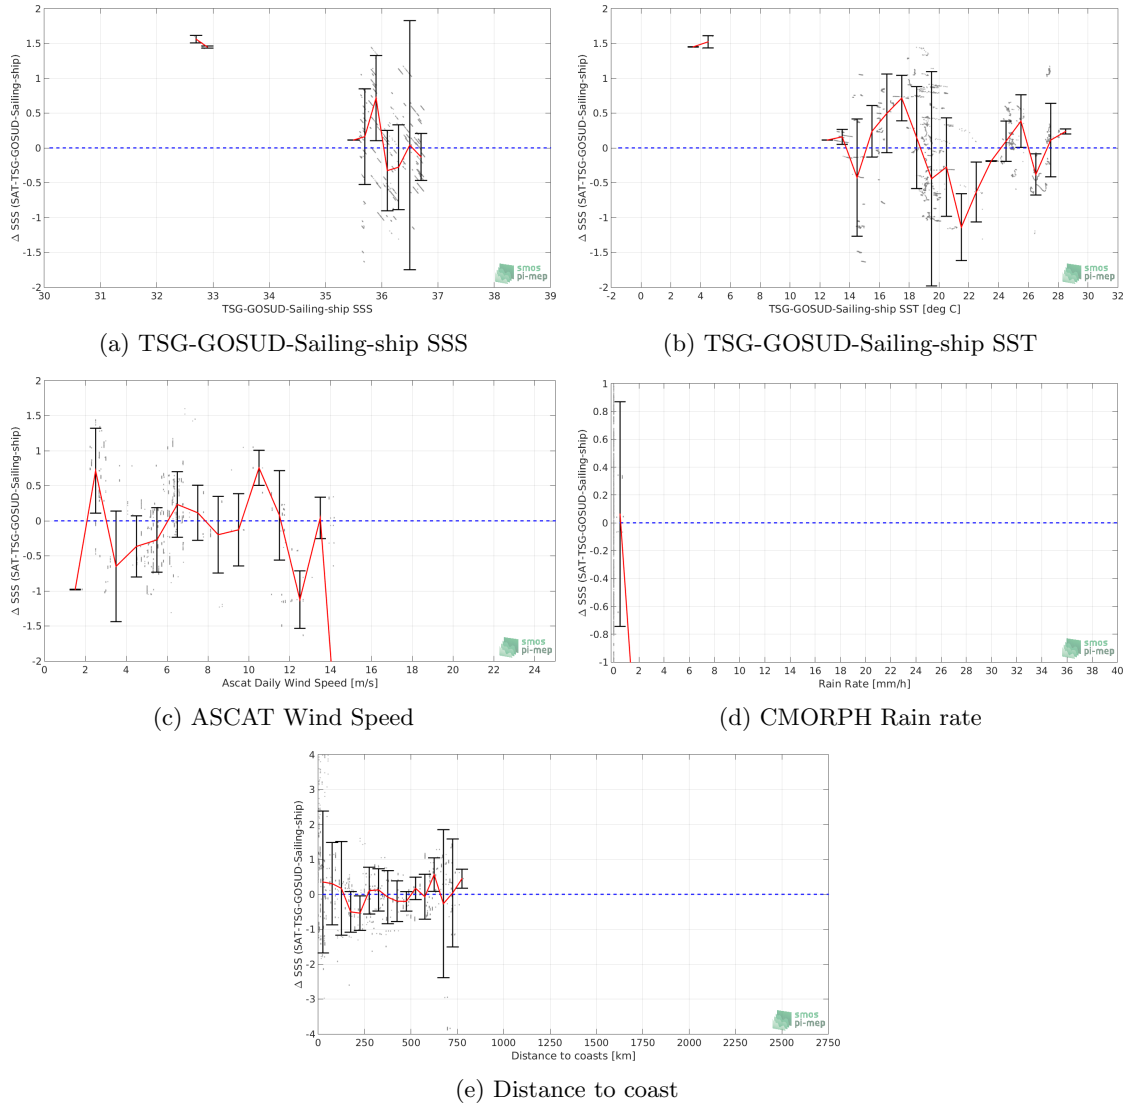 2
1.5
1
0.5
0
-0.5
-1
-1.5
-2
Δ SSS (SAT-TSG-GOSUD-Sailing-ship)
30 31 32 33 34 35 36 37 38 39
TSG-GOSUD-Sailing-ship SSS
smos
pi-mep
(a) TSG-GOSUD-Sailing-ship SSS
2
1.5
1
0.5
0
-0.5
-1
-1.5
-2
Δ SSS (SAT-TSG-GOSUD-Sailing-ship)
-2 0 2 4 6 8 10 12 14 16 18 20 22 24 26 28 30 32
TSG-GOSUD-Sailing-ship SST [deg C]
smos
pi-mep
(b) TSG-GOSUD-Sailing-ship SST
2
1.5
1
0.5
0
-0.5
-1
-1.5
-2
Δ SSS (SAT-TSG-GOSUD-Sailing-ship)
0 2 4 6 8 10 12 14 16 18 20 22 24
Ascat Daily Wind Speed [m/s]
smos
pi-mep
(c) ASCAT Wind Speed
1
0.8
0.6
0.4
0.2
0
-0.2
-0.4
-0.6
-0.8
-1
Δ SSS (SAT-TSG-GOSUD-Sailing-ship)
0 2 4 6 8 10 12 14 16 18 20 22 24 26 28 30 32 34 36 38 40
Rain Rate [mm/h]
smos
pi-mep
(d) CMORPH Rain rate
4
3
2
1
0
-1
-2
-3
-4
Δ SSS (SAT-TSG-GOSUD-Sailing-ship)
0 250 500 750 1000 1250 1500 1750 2000 2250 2500 2750
Distance to coasts [km]
smos
pi-mep
(e) Distance to coast